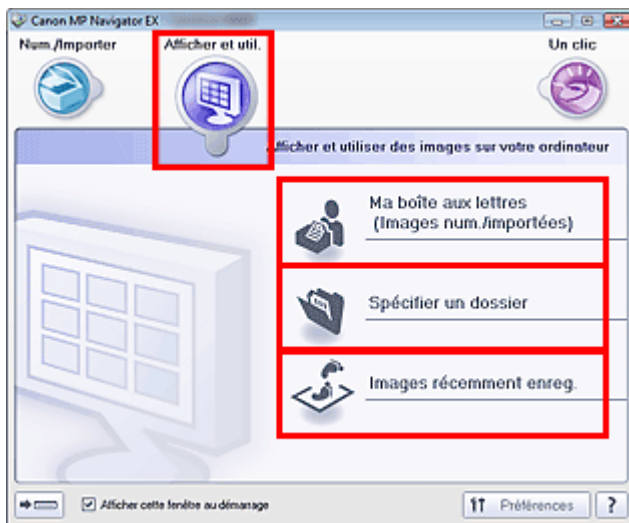 Canon MP Navigator EX
Num./Importer
Afficher et util.
Un clic
Afficher et utiliser des images sur votre ordinateur
Ma boîte aux lettres
(Images num./importées)
Spécifier un dossier
Images récemment enreg.
Afficher cette fenêtre au démarrage
Préférences
?